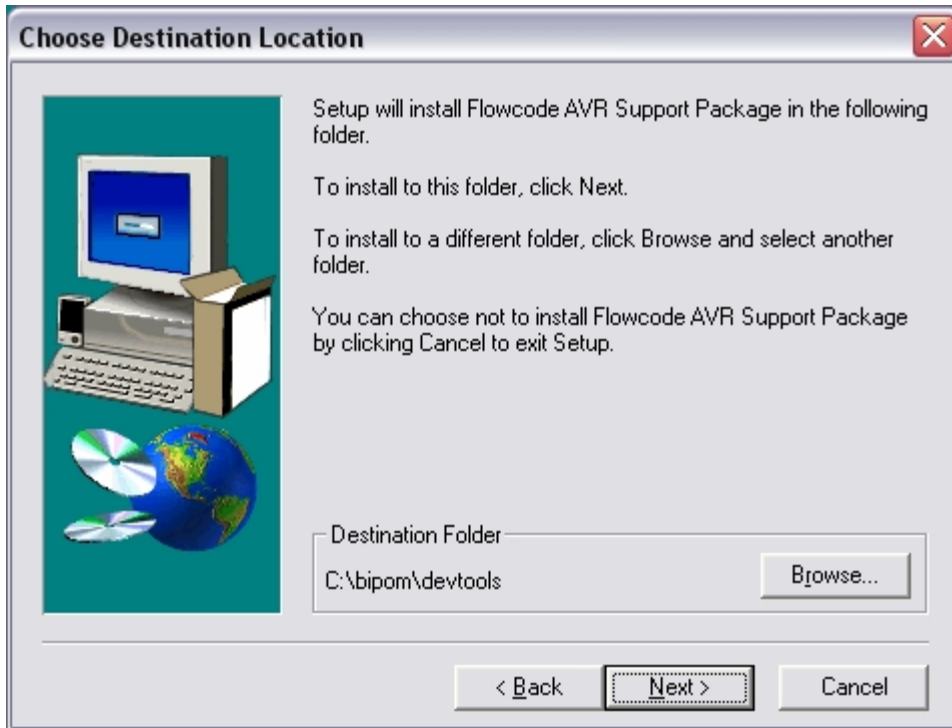 Choose Destination Location
Setup will install Flowcode AVR Support Package in the following
folder.
To install to this folder, click Next.
To install to a different folder, click Browse and select another
folder.
You can choose not to install Flowcode AVR Support Package
by clicking Cancel to exit Setup.
Destination Folder
C:\bipom\devtools
Browse...
< Back
Next >
Cancel